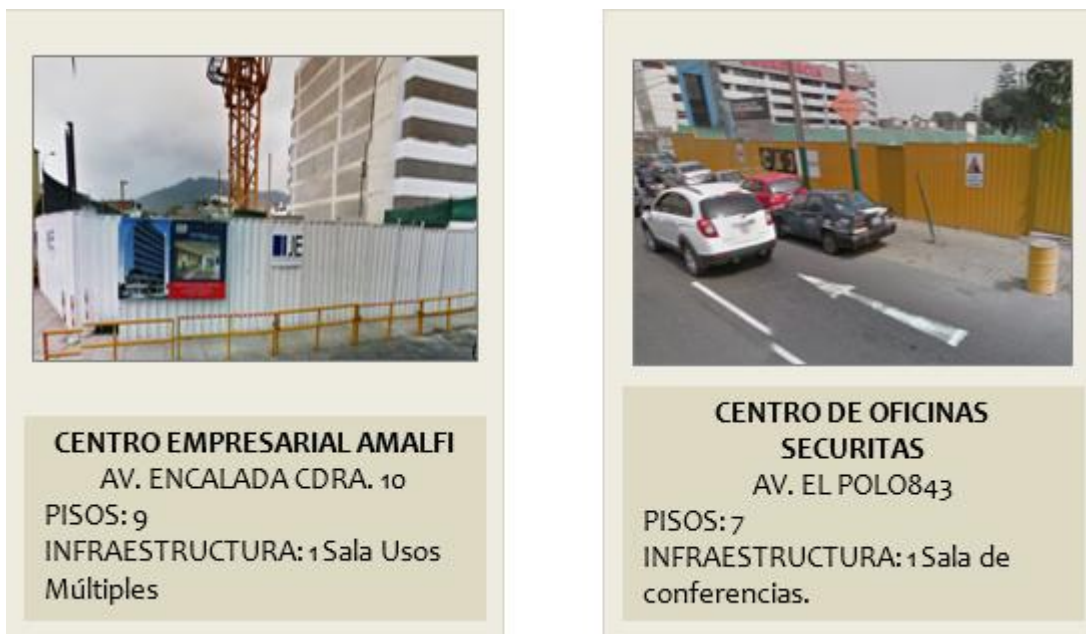 IJE
CENTRO EMPRESARIAL AMALFI
AV. ENCALADA CDRA. 10
PISOS: 9
INFRAESTRUCTURA: 1 Sala Usos
Múltiples
CENTRO DE OFICINAS
SECURITAS
AV. EL POLO843
PISOS: 7
INFRAESTRUCTURA: 1 Sala de
conferencias.